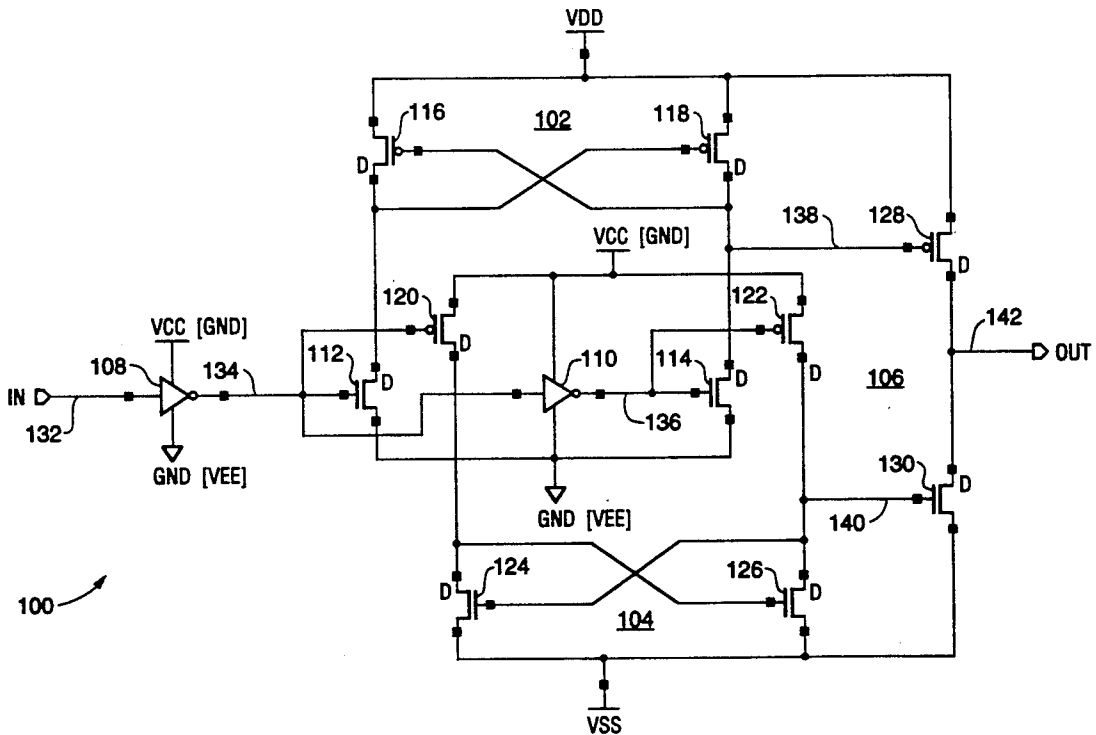 VDD
116
102
118
D
D
138
128
VCC [GND]
D
120
122
VCC [GND]
142
D
D
OUT
108
134
112
110
114
106
D
D
IN
132
136
130
D
GND [VEE]
GND [VEE]
140
124
126
D
D
100
104
VSS